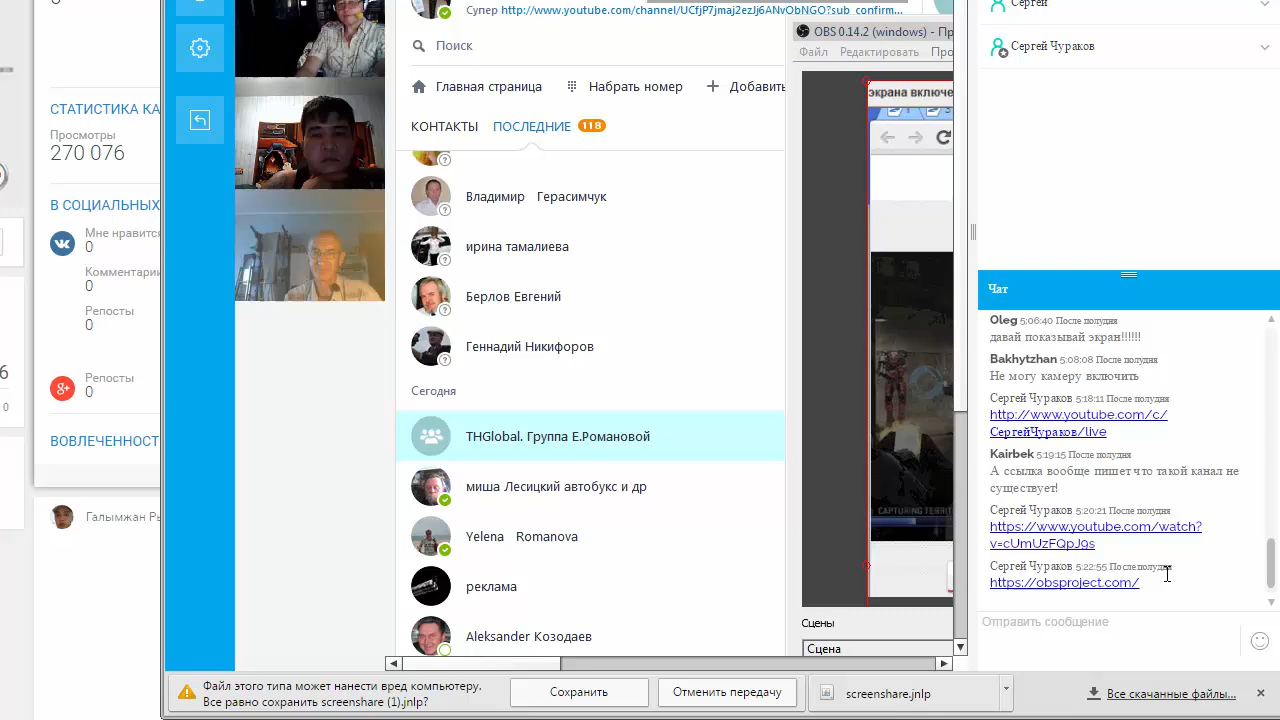 СТАТИСТИКА КА
Просмотры
270 076
В СОЦИАЛЬНЫХ
Мне нравится
0
Комментарии
0
Репосты
0
Репосты
0
ВОВЛЕЧЕННОСТ
Галымжан Ры
6
0
Супер http://www.youtube.com/channel/UCfjP7jmaj2ezJj6ANvObNGO?sub_confirm...
Поиск
Главная страница
Набрать номер
Добавить
КОНТАКТЫ
ПОСЛЕДНИЕ 118
Владимир Герасимчук
ирина тамалиева
Берлов Евгений
Геннадий Никифоров
Сегодня
THGlobal. Группа Е.Романовой
миша Лесицкий автобукс и др
Yelena Romanova
реклама
Aleksander Козодаев
OBS 0.14.2 (windows) - Пр
Файл Редактировать Про
экрана включе
CAPTURING TERRIT
Сцены
Сцена
Сергей
Сергей Чураков
Чат
Oleg 5:06:40 После полудня
давай показывай экран!!!!!!
Bakhytzhan 5:08:08 После полудня
Не могу камеру включить
Сергей Чураков 5:18:11 После полудня
http://www.youtube.com/c/
СергейЧураков/live
Kairbek 5:19:15 После полудня
А ссылка вообще пишет что такой канал не
существует!
Сергей Чураков 5:20:21 После полудня
https://www.youtube.com/watch?
v=cUmUzFQpJ9s
Сергей Чураков 5:22:55 После полудня
https://obsproject.com/
Отправить сообщение
Файл этого типа может нанести вред компьютеру.
Все равно сохранить screenshare (1).jnlp?
Сохранить
Отменить передачу
screenshare.jnlp
Все скачанные файлы...